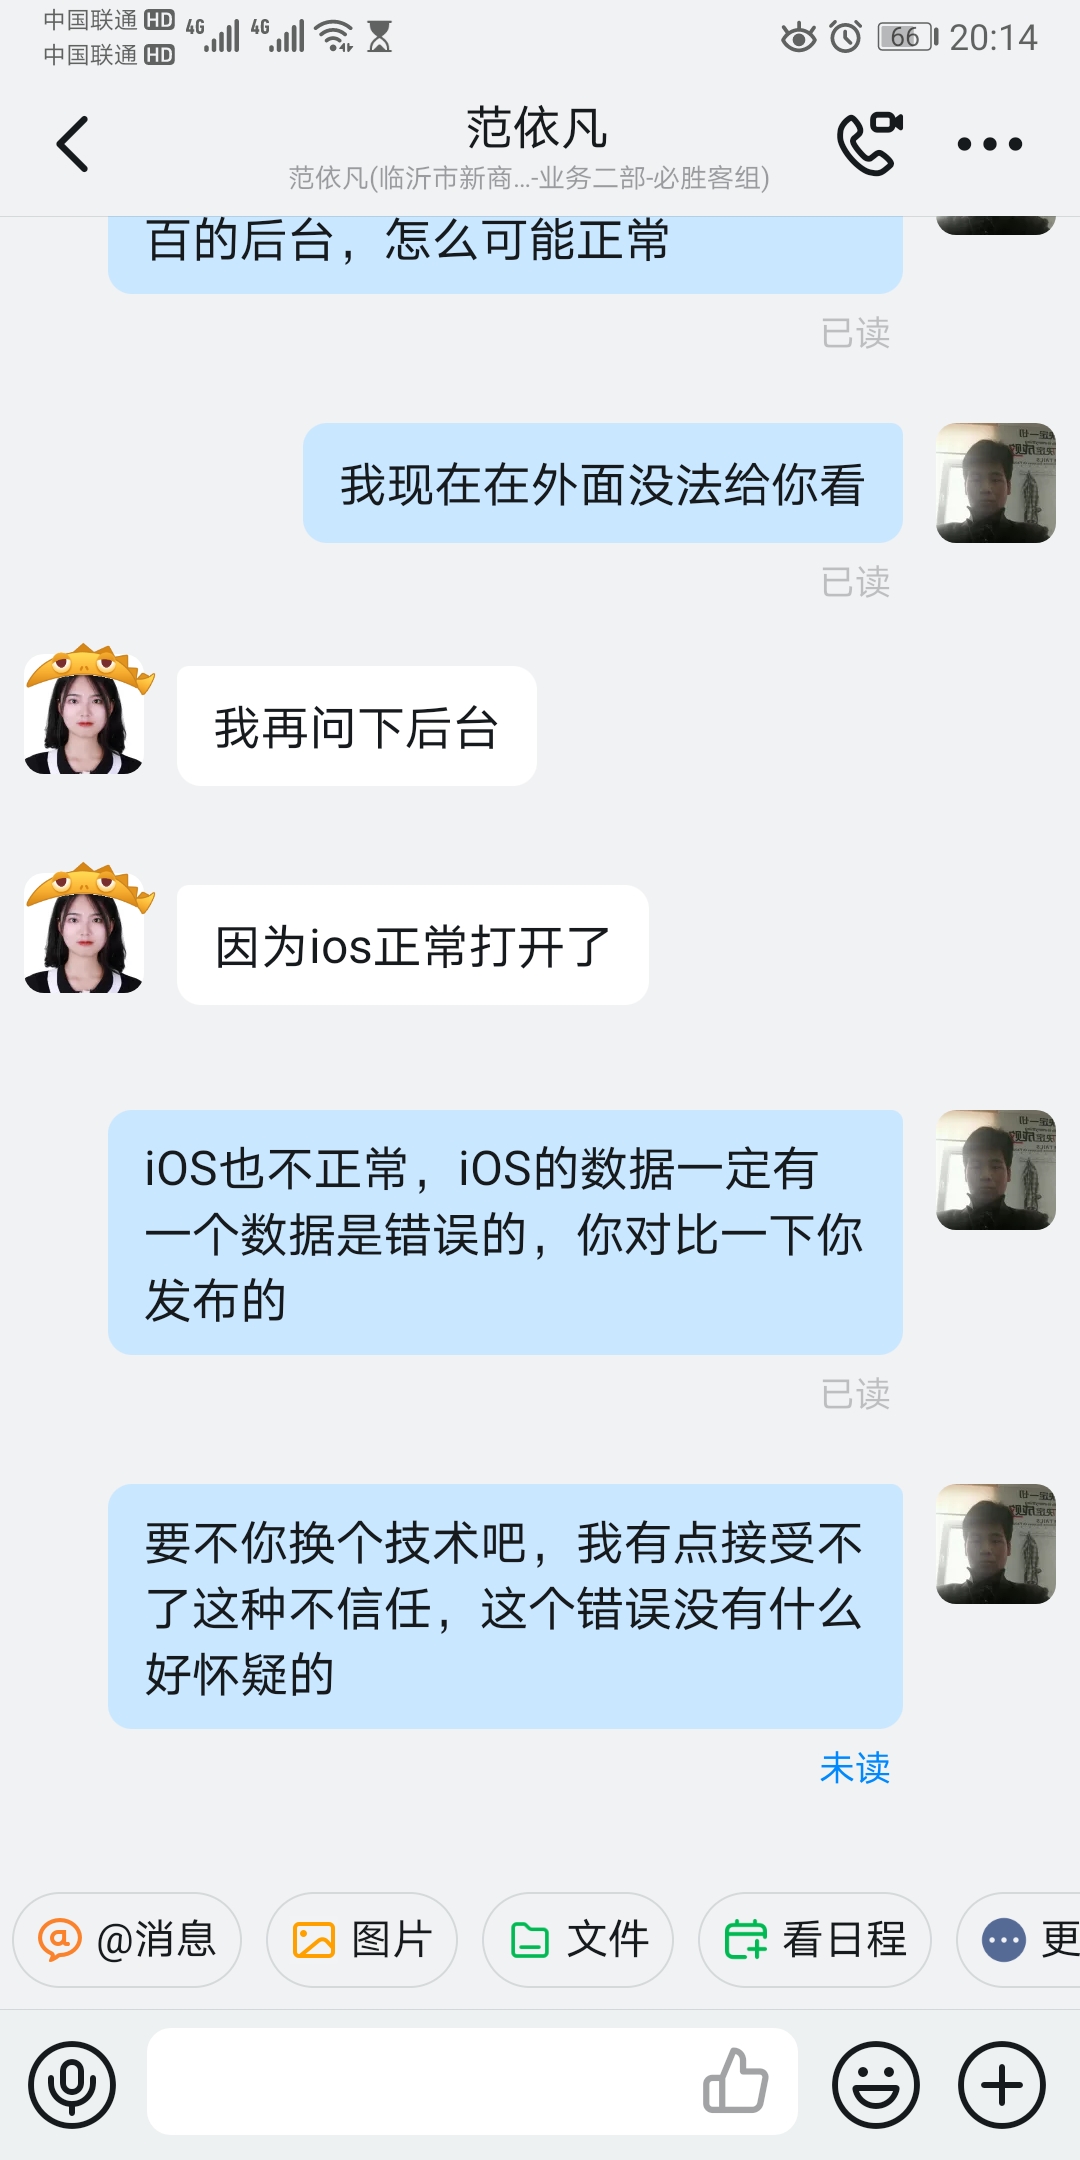 中国联通 HD 4G 4G 66 20:14
中国联通 HD
范依凡
范依凡(临沂市新商...-业务二部-必胜客组)
百的后台，怎么可能正常
已读
我现在在外面没法给你看
已读
我再问下后台
因为ios正常打开了
iOS也不正常，iOS的数据一定有
一个数据是错误的，你对比一下你
发布的
已读
要不你换个技术吧，我有点接受不
了这种不信任，这个错误没有什么
好怀疑的
未读
@消息 图片 文件 看日程 更